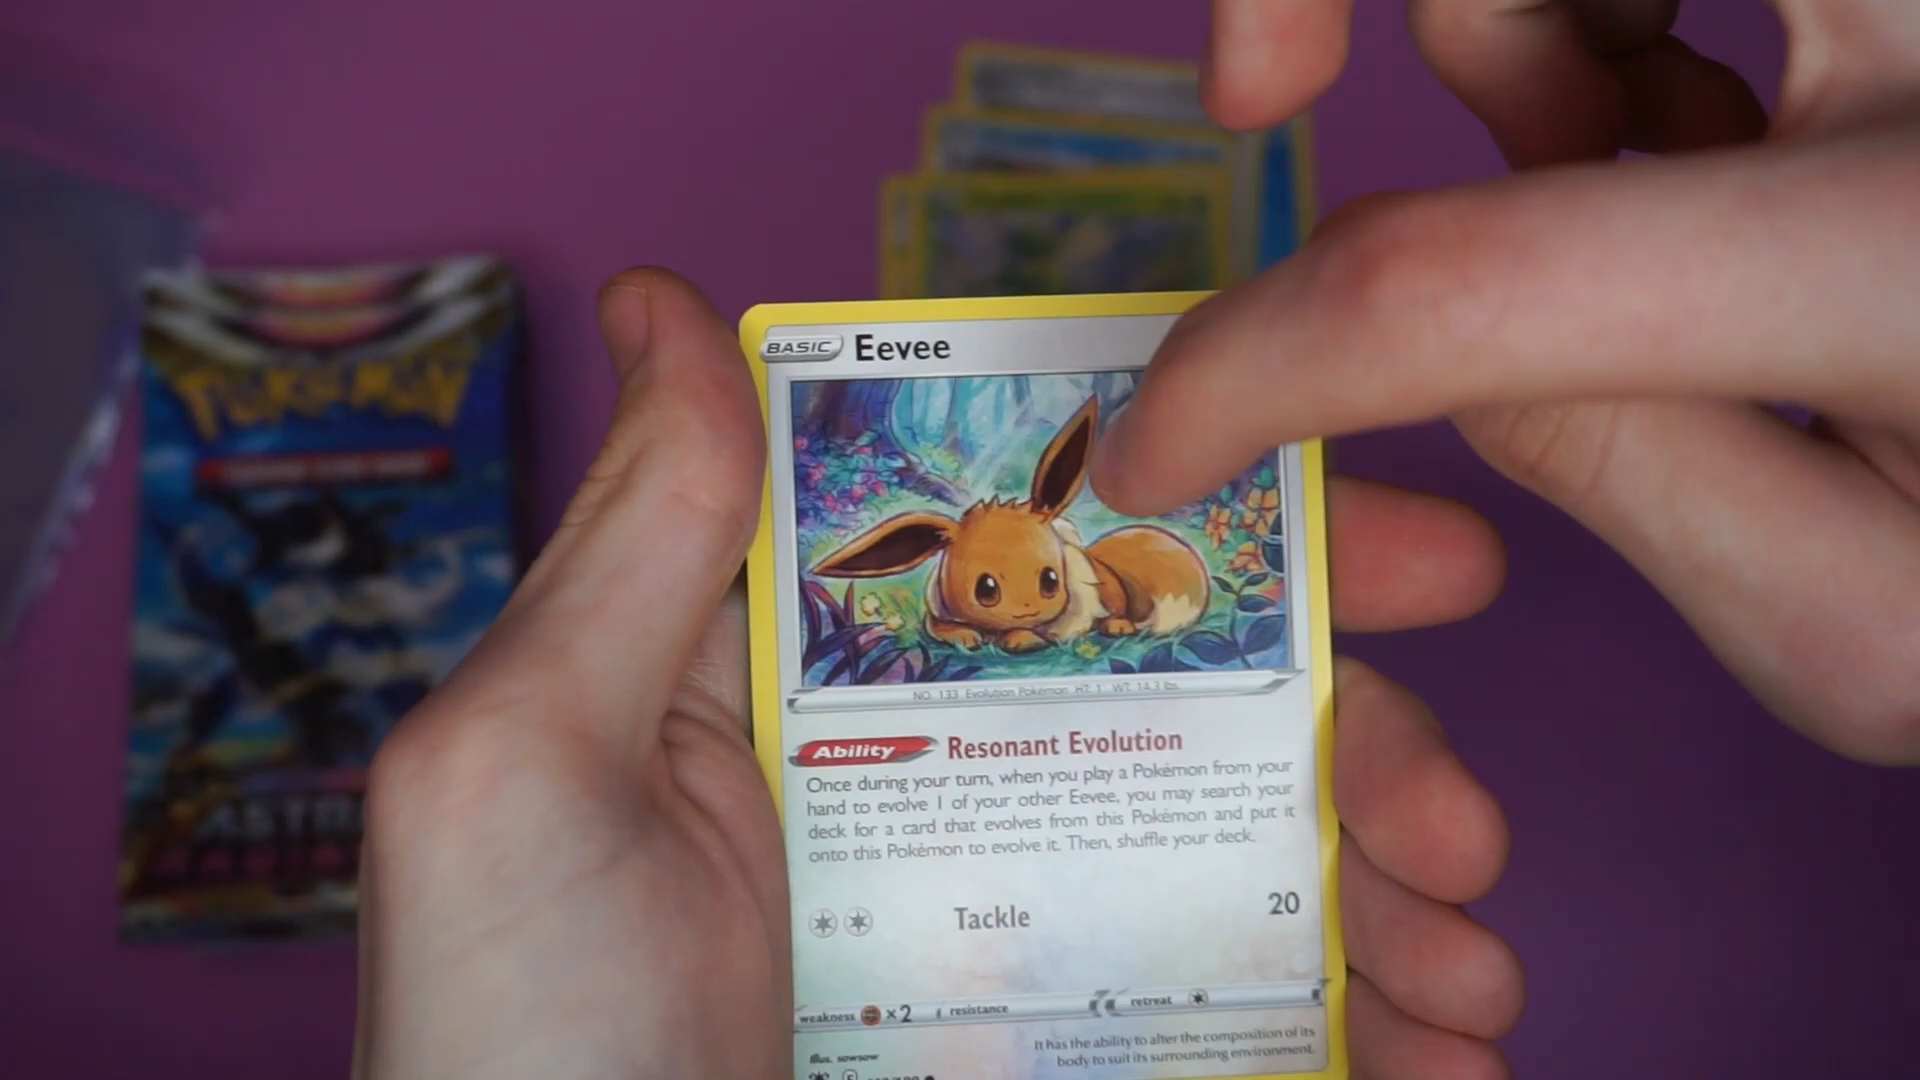 POKÉMON
ASTR
BASIC Eevee
NO. 133 Evolution Pokémon HT: 1' WT: 14.3 lbs.
Ability Resonant Evolution
Once during your turn, when you play a Pokémon from your
hand to evolve 1 of your other Eevee, you may search your
deck for a card that evolves from this Pokémon and put it
onto this Pokémon to evolve it. Then, shuffle your deck.
Tackle 20
weakness ×2 resistance retreat
It has the ability to alter the composition of its
body to suit its surrounding environment.
Illus. sowsow